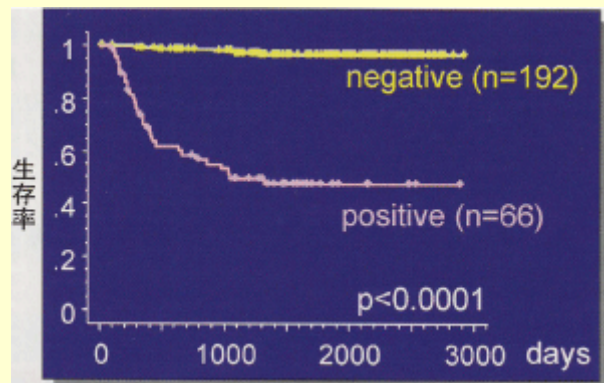 生存率
1
.8
.6
.4
.2
0
negative (n=192)
positive (n=66)
p<0.0001
0 1000 2000 3000 days